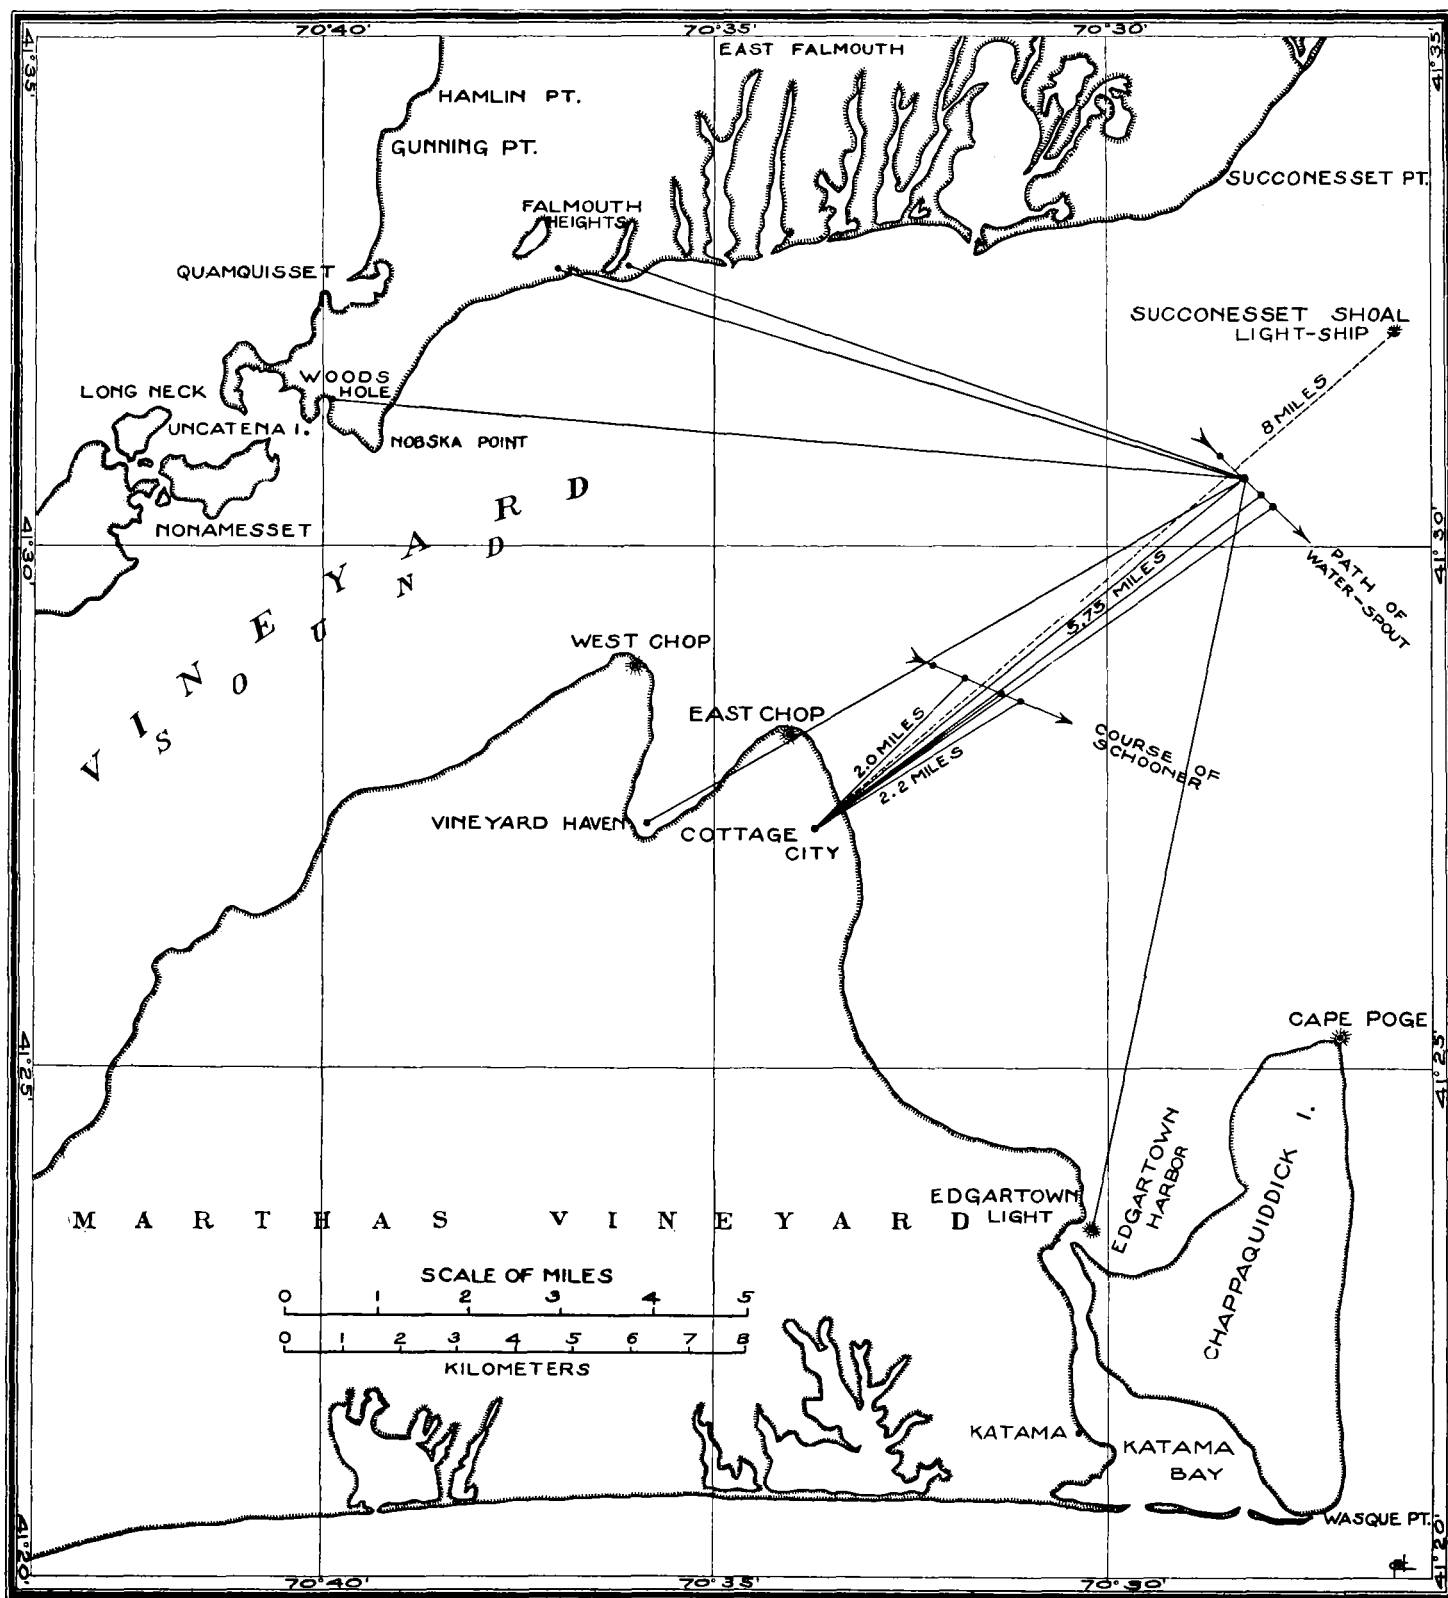 70°40' 70°35' 70°30'
41°35' 41°35'
EAST FALMOUTH
HAMLIN PT.
GUNNING PT.
SUCCONESSET PT.
FALMOUTH
HEIGHTS
QUAMQUISSET
SUCCONESSET SHOAL
LIGHT-SHIP
WOODS
HOLE
LONG NECK
UNCATENA I.
8 MILES
NOBSKA POINT
NONAMESSET
VINEYARD
SOUND
41°30' 41°30'
PATH OF
WATER-SPOUT
5.75 MILES
WEST CHOP
EAST CHOP
2.0 MILES
2.2 MILES
COURSE OF
SCHOONER
VINEYARD HAVEN
COTTAGE
CITY
CAPE POGE
41°25' 41°25'
EDGARTOWN
HARBOR
CHAPPAQUIDDICK I.
EDGARTOWN
LIGHT
MARTHAS VINEYARD
SCALE OF MILES
0 1 2 3 4 5
0 1 2 3 4 5 6 7 8
KILOMETERS
KATAMA
KATAMA
BAY
WASQUE PT.
41°20' 41°20'
70°40' 70°35' 70°30'